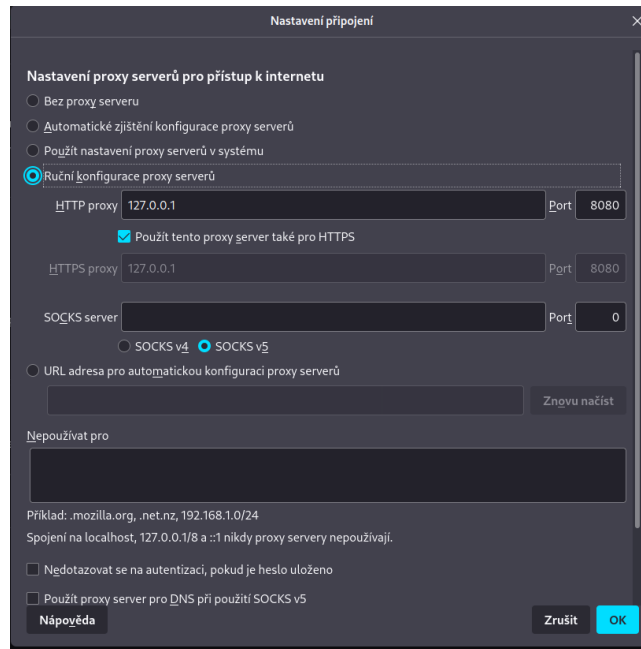 Nastavení připojení
Nastavení proxy serverů pro přístup k internetu
Bez proxy serveru
Automatické zjištění konfigurace proxy serverů
Použít nastavení proxy serverů v systému
Ruční konfigurace proxy serverů
HTTP proxy 127.0.0.1 Port 8080
Použít tento proxy server také pro HTTPS
HTTPS proxy 127.0.0.1 Port 8080
SOCKS server Port 0
SOCKS v4 SOCKS v5
URL adresa pro automatickou konfiguraci proxy serverů
Znovu načíst
Nepoužívat pro
Příklad: .mozilla.org, .net.nz, 192.168.1.0/24
Spojení na localhost, 127.0.0.1/8 a ::1 nikdy proxy servery nepoužívají.
Nedotazovat se na autentizaci, pokud je heslo uloženo
Použít proxy server pro DNS při použití SOCKS v5
Nápověda Zrušit OK